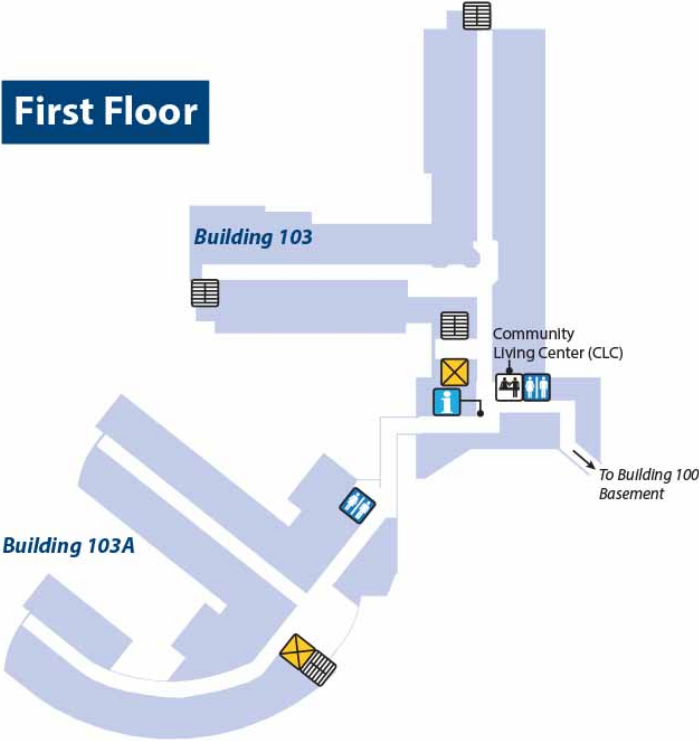 First Floor
Building 103
Community
Living Center (CLC)
i
To Building 100
Basement
Building 103A